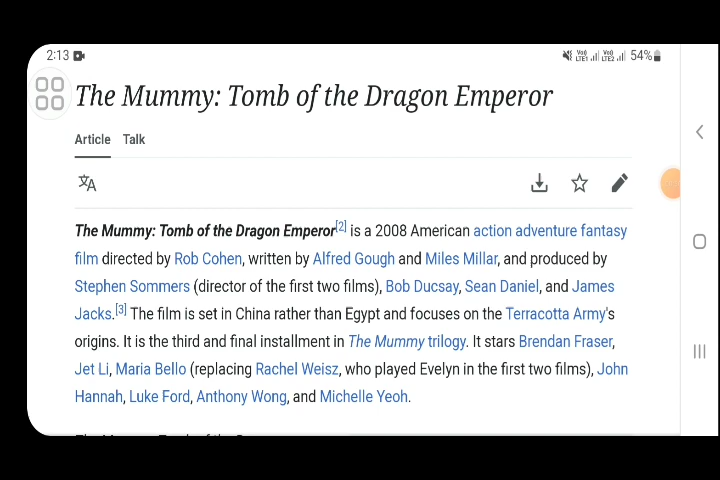 2:13
Vo)) LTE1 Vo)) LTE2 54%
The Mummy: Tomb of the Dragon Emperor
Article Talk
The Mummy: Tomb of the Dragon Emperor[2] is a 2008 American action adventure fantasy
film directed by Rob Cohen, written by Alfred Gough and Miles Millar, and produced by
Stephen Sommers (director of the first two films), Bob Ducsay, Sean Daniel, and James
Jacks.[3] The film is set in China rather than Egypt and focuses on the Terracotta Army's
origins. It is the third and final installment in The Mummy trilogy. It stars Brendan Fraser,
Jet Li, Maria Bello (replacing Rachel Weisz, who played Evelyn in the first two films), John
Hannah, Luke Ford, Anthony Wong, and Michelle Yeoh.